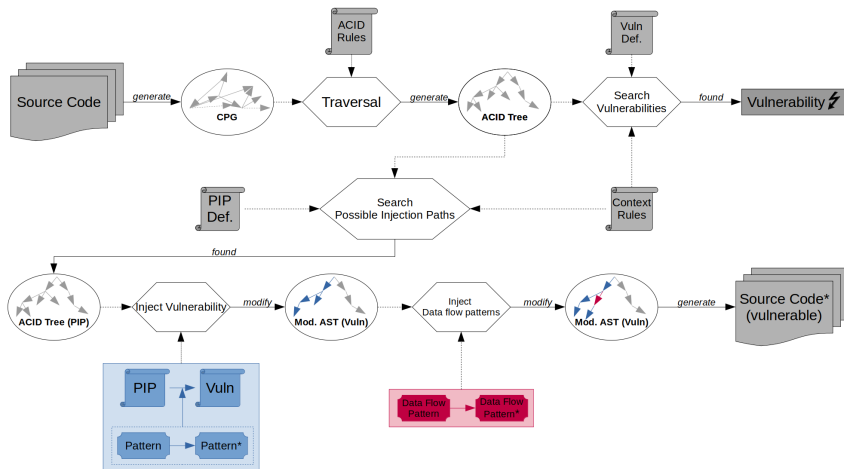 ACID
Rules
Vuln
Def.
Source Code
generate
CPG
Traversal
generate
ACID Tree
Search
Vulnerabilities
found
Vulnerability
PIP
Def.
Search
Possible Injection Paths
Context
Rules
found
ACID Tree (PIP)
Inject Vulnerability
modify
Mod. AST (Vuln)
Inject
Data flow patterns
modify
Mod. AST (Vuln)
generate
Source Code*
(vulnerable)
PIP
Vuln
Pattern
Pattern*
Data Flow
Pattern
Data Flow
Pattern*